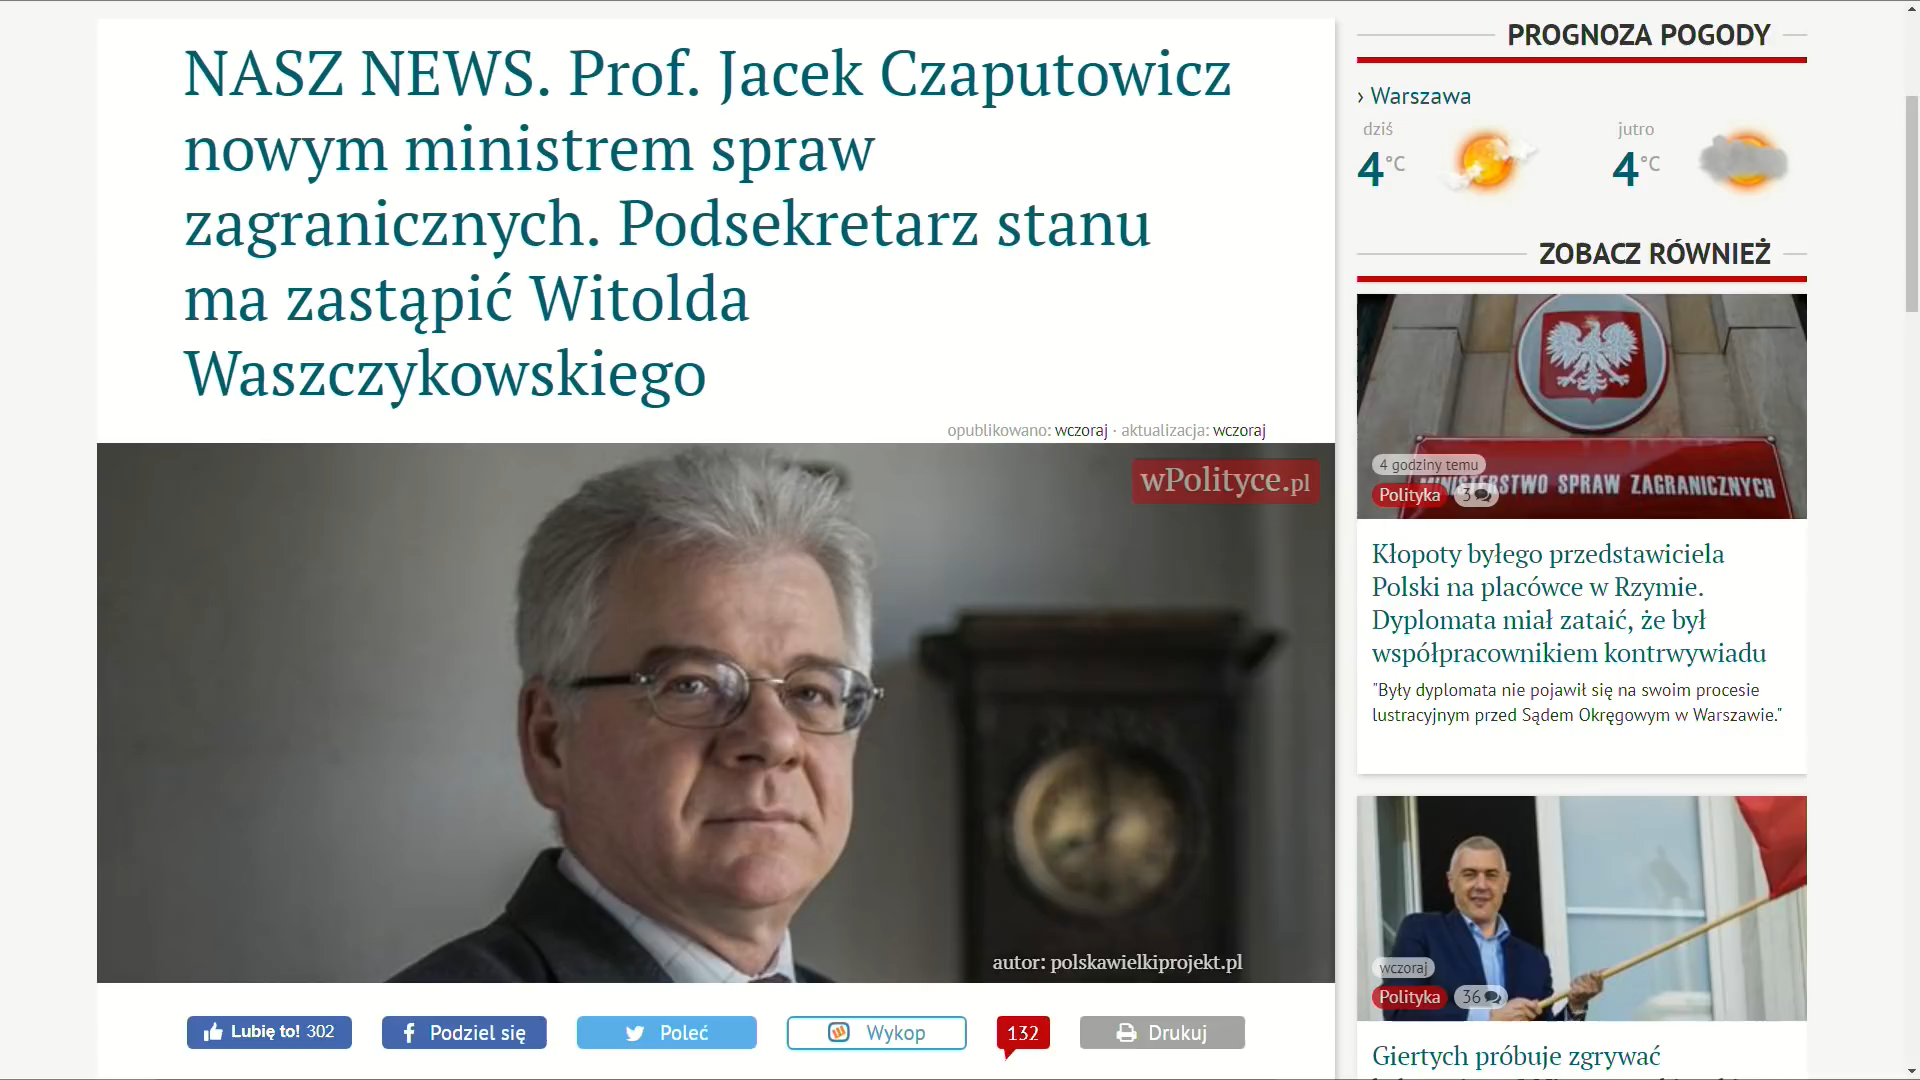 NASZ NEWS. Prof. Jacek Czaputowicz
nowym ministrem spraw
zagranicznych. Podsekretarz stanu
ma zastąpić Witolda
Waszczykowskiego
opublikowano: wczoraj · aktualizacja: wczoraj
wPolityce.pl
autor: polskawielkiprojekt.pl
Lubię to! 302
Podziel się
Poleć
Wykop
132
Drukuj
PROGNOZA POGODY
› Warszawa
dziś
4 °C
jutro
4 °C
ZOBACZ RÓWNIEŻ
MINISTERSTWO SPRAW ZAGRANICZNYCH
4 godziny temu
Polityka 3
Kłopoty byłego przedstawiciela
Polski na placówce w Rzymie.
Dyplomata miał zataić, że był
współpracownikiem kontrwywiadu
"Były dyplomata nie pojawił się na swoim procesie
lustracyjnym przed Sądem Okręgowym w Warszawie."
wczoraj
Polityka 36
Giertych próbuje zgrywać